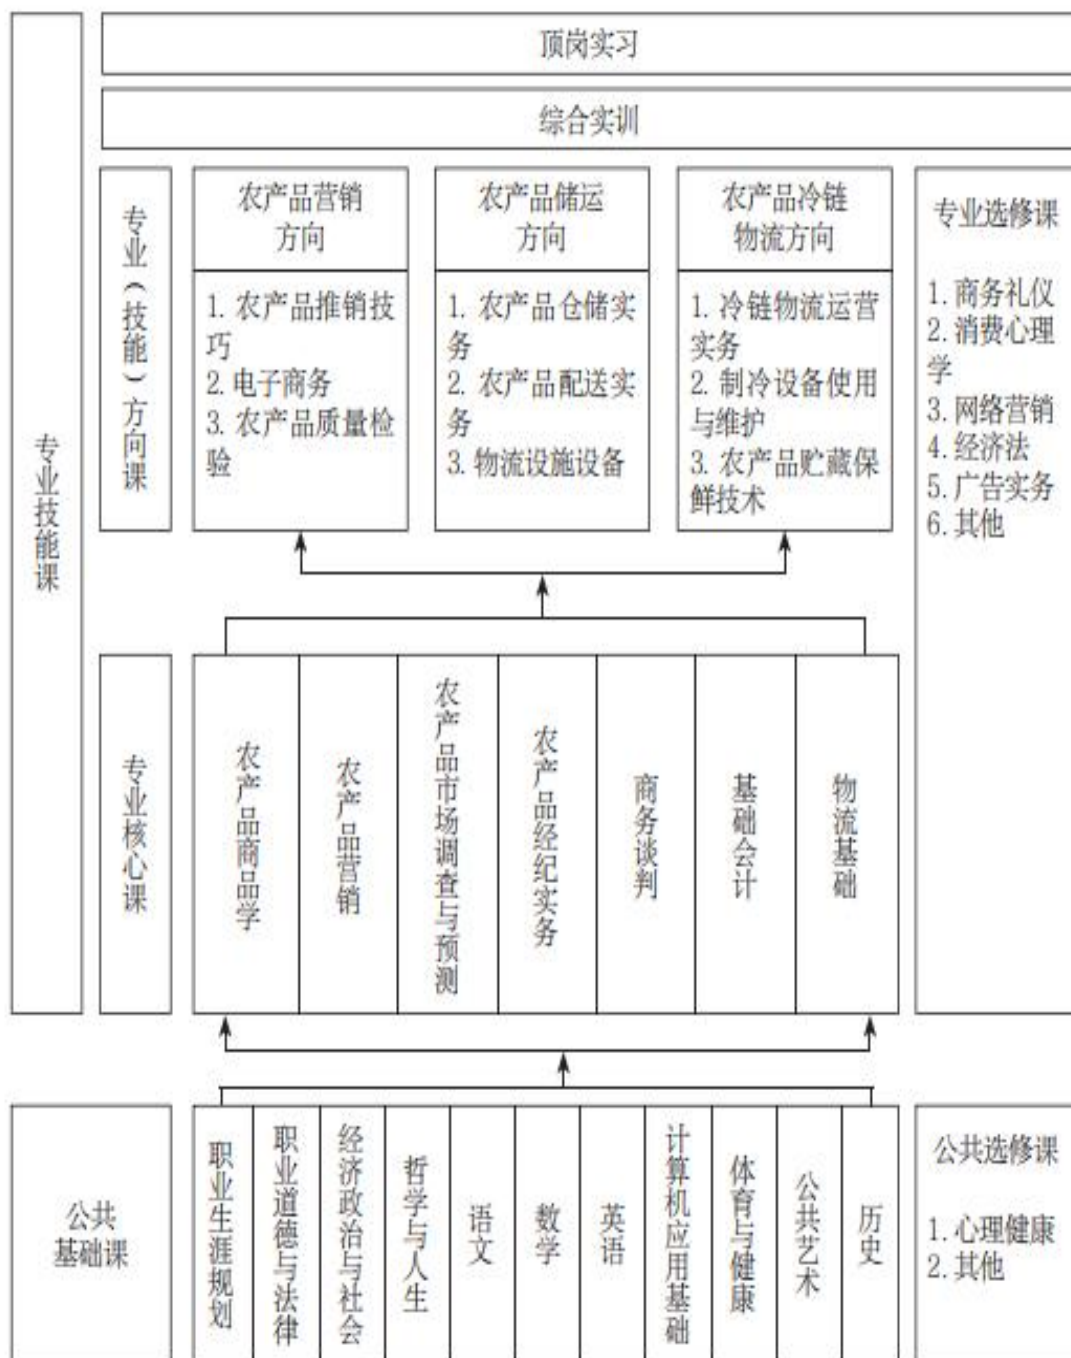 顶岗实习
综合实训
专业技能课
专业（技能）方向课
农产品营销
方向
1. 农产品推销技
巧
2. 电子商务
3. 农产品质量检
验
农产品储运
方向
1. 农产品仓储实
务
2. 农产品配送实
务
3. 物流设施设备
农产品冷链
物流方向
1. 冷链物流运营
实务
2. 制冷设备使用
与维护
3. 农产品贮藏保
鲜技术
专业选修课
1. 商务礼仪
2. 消费心理
学
3. 网络营销
4. 经济法
5. 广告实务
6. 其他
专业核心课
农产品商品学
农产品营销
农产品市场调查与预测
农产品经纪实务
商务谈判
基础会计
物流基础
公共
基础课
职业生涯规划
职业道德与法律
经济政治与社会
哲学与人生
语文
数学
英语
计算机应用基础
体育与健康
公共艺术
历史
公共选修课
1. 心理健康
2. 其他